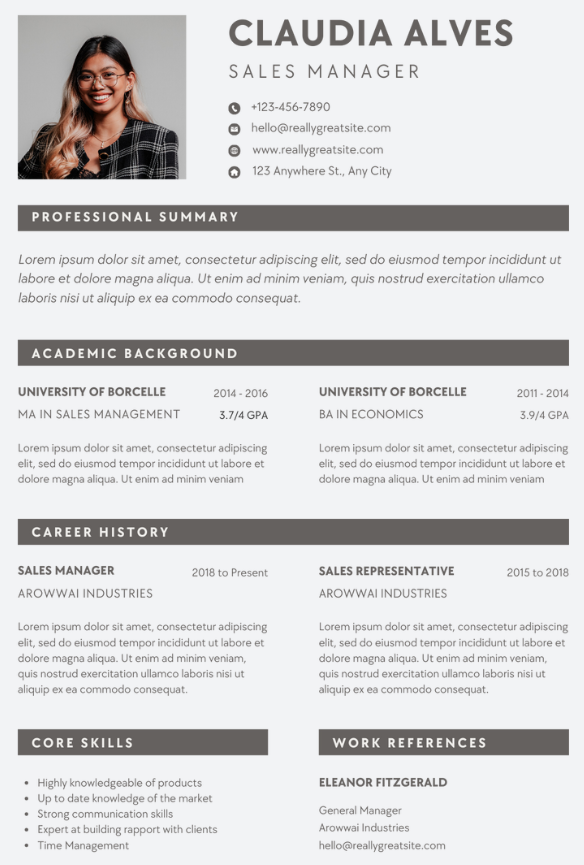 CLAUDIA ALVES
SALES MANAGER
+123-456-7890
hello@reallygreatsite.com
www.reallygreatsite.com
123 Anywhere St., Any City
PROFESSIONAL SUMMARY
Lorem ipsum dolor sit amet, consectetur adipiscing elit, sed do eiusmod tempor incididunt ut
labore et dolore magna aliqua. Ut enim ad minim veniam, quis nostrud exercitation ullamco
laboris nisi ut aliquip ex ea commodo consequat.
ACADEMIC BACKGROUND
UNIVERSITY OF BORCELLE 2014 - 2016
MA IN SALES MANAGEMENT 3.7/4 GPA
Lorem ipsum dolor sit amet, consectetur adipiscing
elit, sed do eiusmod tempor incididunt ut labore et
dolore magna aliqua. Ut enim ad minim veniam
UNIVERSITY OF BORCELLE 2011 - 2014
BA IN ECONOMICS 3.9/4 GPA
Lorem ipsum dolor sit amet, consectetur adipiscing
elit, sed do eiusmod tempor incididunt ut labore et
dolore magna aliqua. Ut enim ad minim veniam
CAREER HISTORY
SALES MANAGER 2018 to Present
AROWWAI INDUSTRIES
Lorem ipsum dolor sit amet, consectetur adipiscing
elit, sed do eiusmod tempor incididunt ut labore et
dolore magna aliqua. Ut enim ad minim veniam,
quis nostrud exercitation ullamco laboris nisi ut
aliquip ex ea commodo consequat.
SALES REPRESENTATIVE 2015 to 2018
AROWWAI INDUSTRIES
Lorem ipsum dolor sit amet, consectetur adipiscing
elit, sed do eiusmod tempor incididunt ut labore et
dolore magna aliqua. Ut enim ad minim veniam,
quis nostrud exercitation ullamco laboris nisi ut
aliquip ex ea commodo consequat.
CORE SKILLS
• Highly knowledgeable of products
• Up to date knowledge of the market
• Strong communication skills
• Expert at building rapport with clients
• Time Management
WORK REFERENCES
ELEANOR FITZGERALD
General Manager
Arowwai Industries
hello@reallygreatsite.com